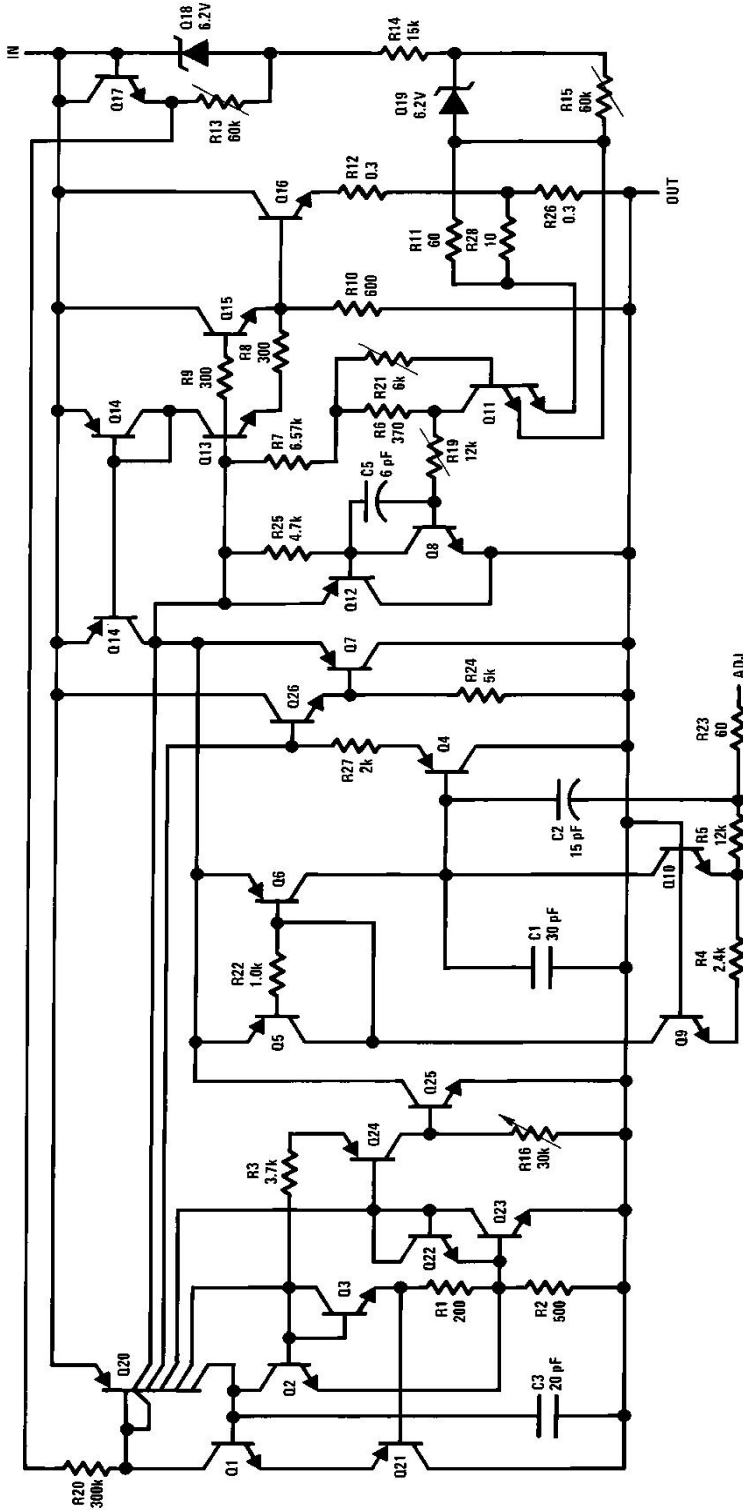 IN
Q20
R20
300k
Q1
Q21
C3
20 pF
Q2
Q3
R1
200
R2
500
R3
3.7k
Q22
Q23
Q24
R16
30k
Q25
Q5
R22
1.0k
Q6
C1
30 pF
Q9
R4
2.4k
Q10
R5
12k
C2
15 pF
R23
60
ADJ
Q4
R27
2k
Q26
R24
5k
Q7
Q14
Q12
R25
4.7k
C5
6 pF
Q8
R19
12k
Q14
Q13
R7
6.57k
R6
370
R21
6k
Q11
R9
300
R8
300
Q15
R10
600
Q16
R12
0.3
R11
60
R28
10
R26
0.3
OUT
Q17
R13
60k
Q18
6.2V
R14
15k
Q19
6.2V
R15
60k